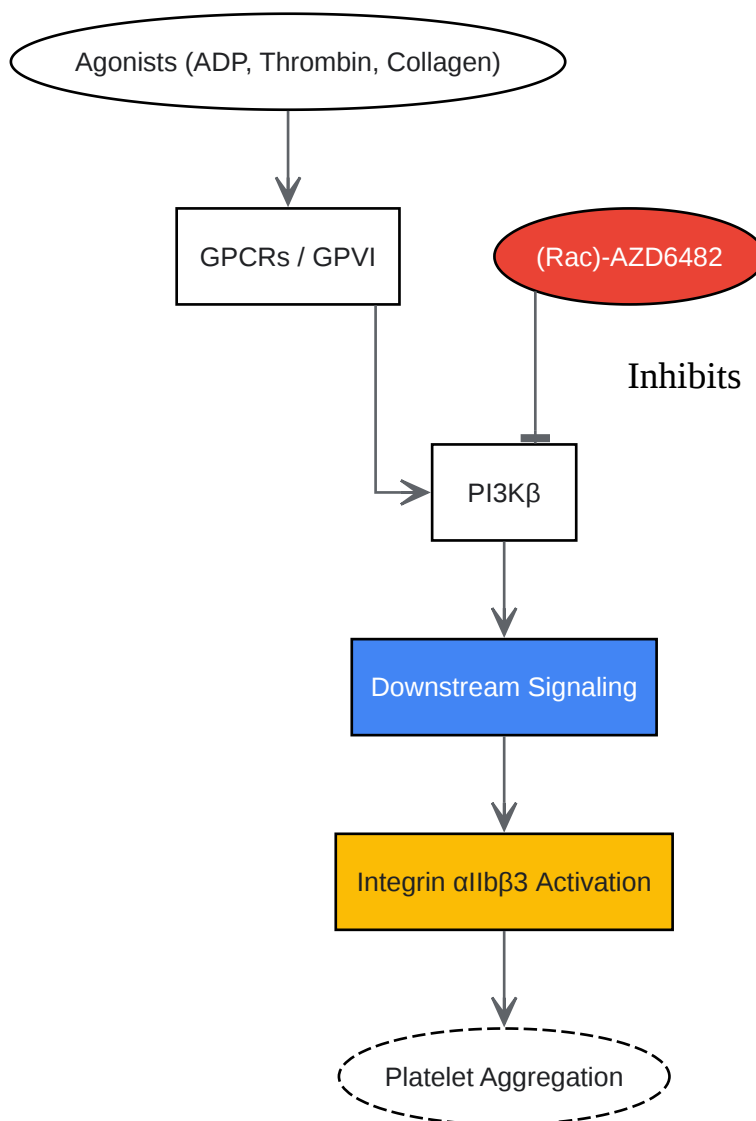 Agonists (ADP, Thrombin, Collagen)
GPCRs / GPVI
(Rac)-AZD6482
Inhibits
PI3Kβ
Downstream Signaling
Integrin αIIbβ3 Activation
Platelet Aggregation